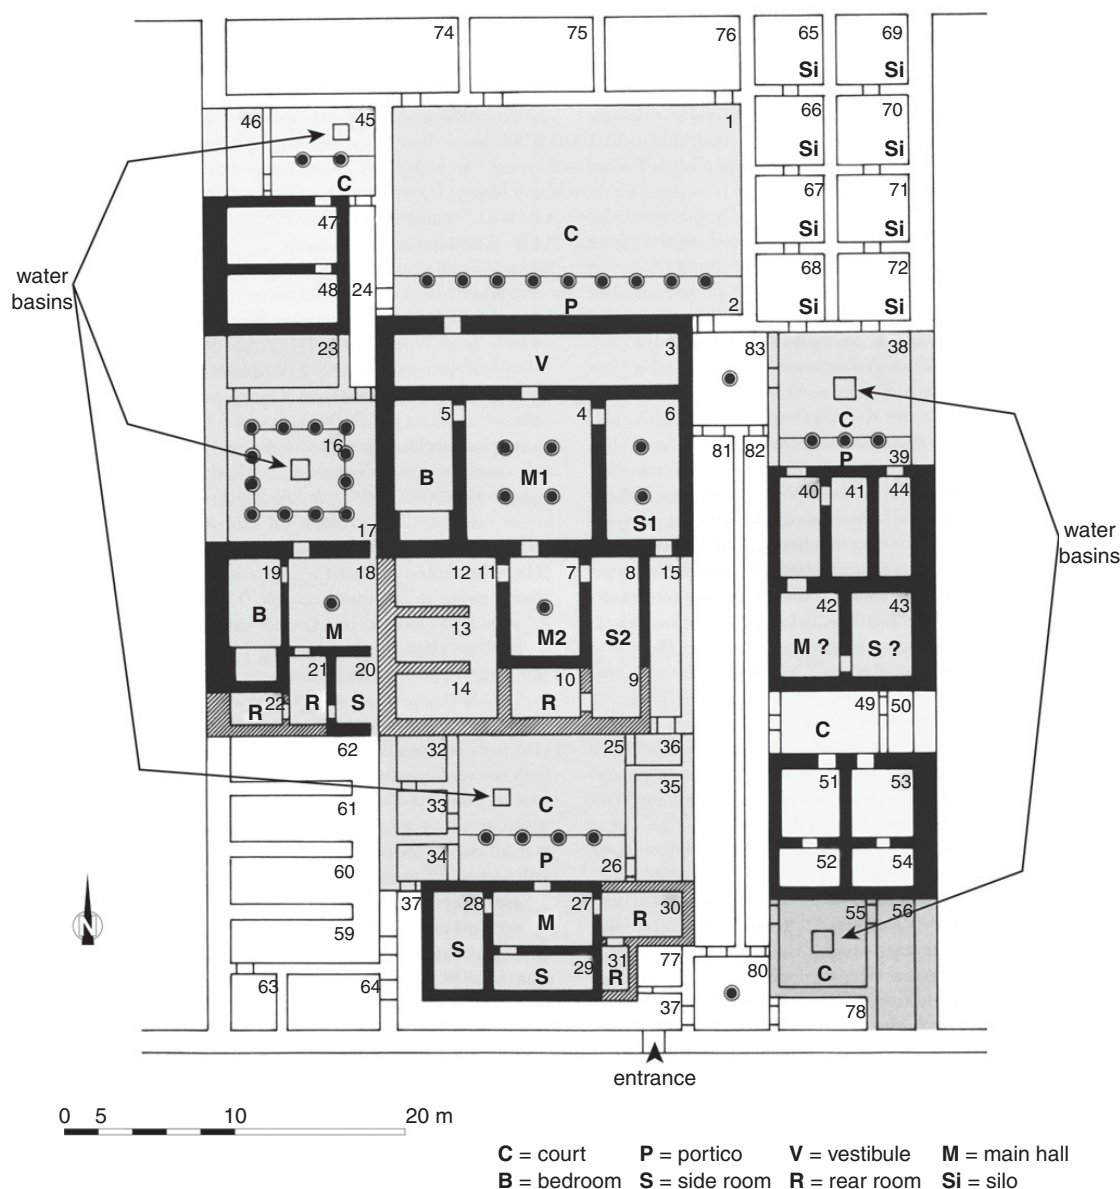 74 75 76 65 69
Si Si
46 45 1 66 70
C Si Si
47 67 71
C Si Si
water
basins
48 24 68 72
P 2 Si Si
23 3 83 38
V
5 4 6 C
16 81 82 P 39
B M1 40 41 44
S1
17
water
basins
19 18 12 11 7 8 15
B M 13 M2 S2 42 43
M ? S ?
21 20 14 10 9
22 R S R 49 50
R C
62 32 25 36
61 33 C 35 51 53
60 34 P 26 52 54
59 37 28 27 30 55 56
M R
S 29 31 77 80 C
S R
63 64 37 78
N
entrance
0 5 10 20 m
C = court P = portico V = vestibule M = main hall
B = bedroom S = side room R = rear room Si = silo